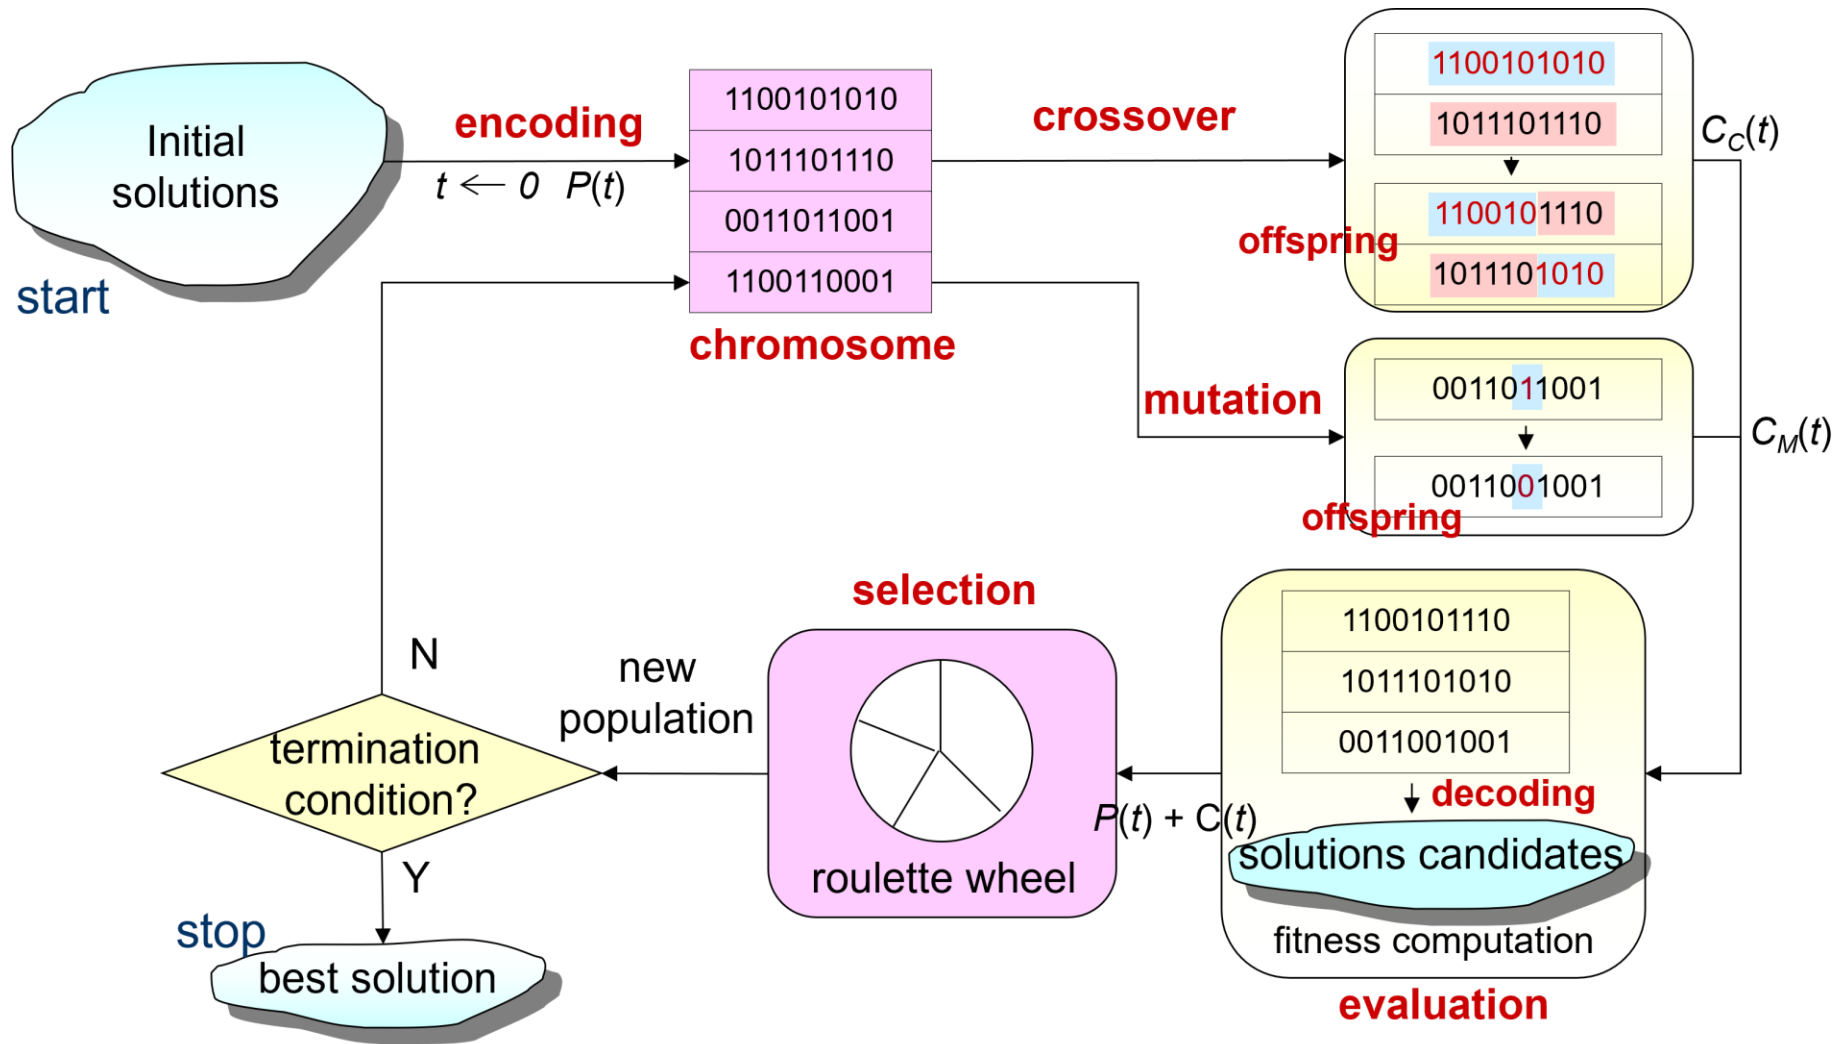 Initial
solutions
start
encoding
t ← 0 P(t)
1100101010
1011101110
0011011001
1100110001
chromosome
crossover
1100101010
1011101110
1100101110
1011101010
offspring
C_C(t)
mutation
0011011001
0011001001
offspring
C_M(t)
1100101110
1011101010
0011001001
decoding
solutions candidates
fitness computation
evaluation
P(t) + C(t)
selection
roulette wheel
new
population
termination
condition?
N
Y
stop
best solution